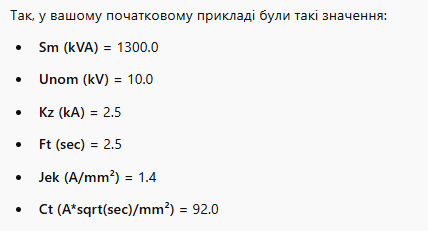 Так, у вашому початковому прикладі були такі значення:
• Sm (kVA) = 1300.0
• Unom (kV) = 10.0
• Kz (kA) = 2.5
• Ft (sec) = 2.5
• Jek (A/mm²) = 1.4
• Ct (A*sqrt(sec)/mm²) = 92.0